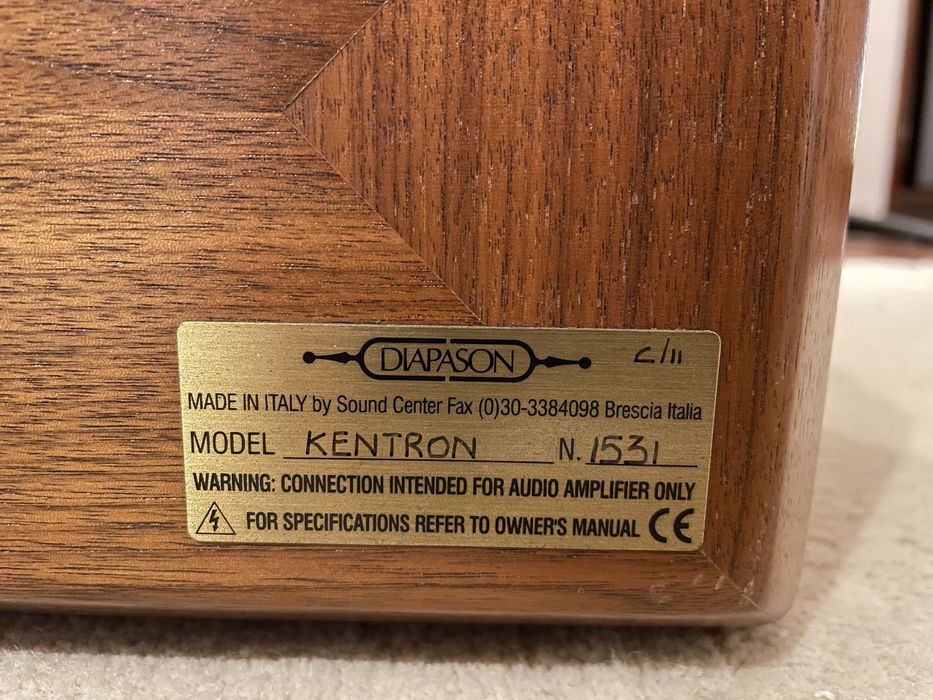 DIAPASON C/11
MADE IN ITALY by Sound Center Fax (0)30-3384098 Brescia Italia
MODEL KENTRON N. 1531
WARNING: CONNECTION INTENDED FOR AUDIO AMPLIFIER ONLY
FOR SPECIFICATIONS REFER TO OWNER'S MANUAL CE